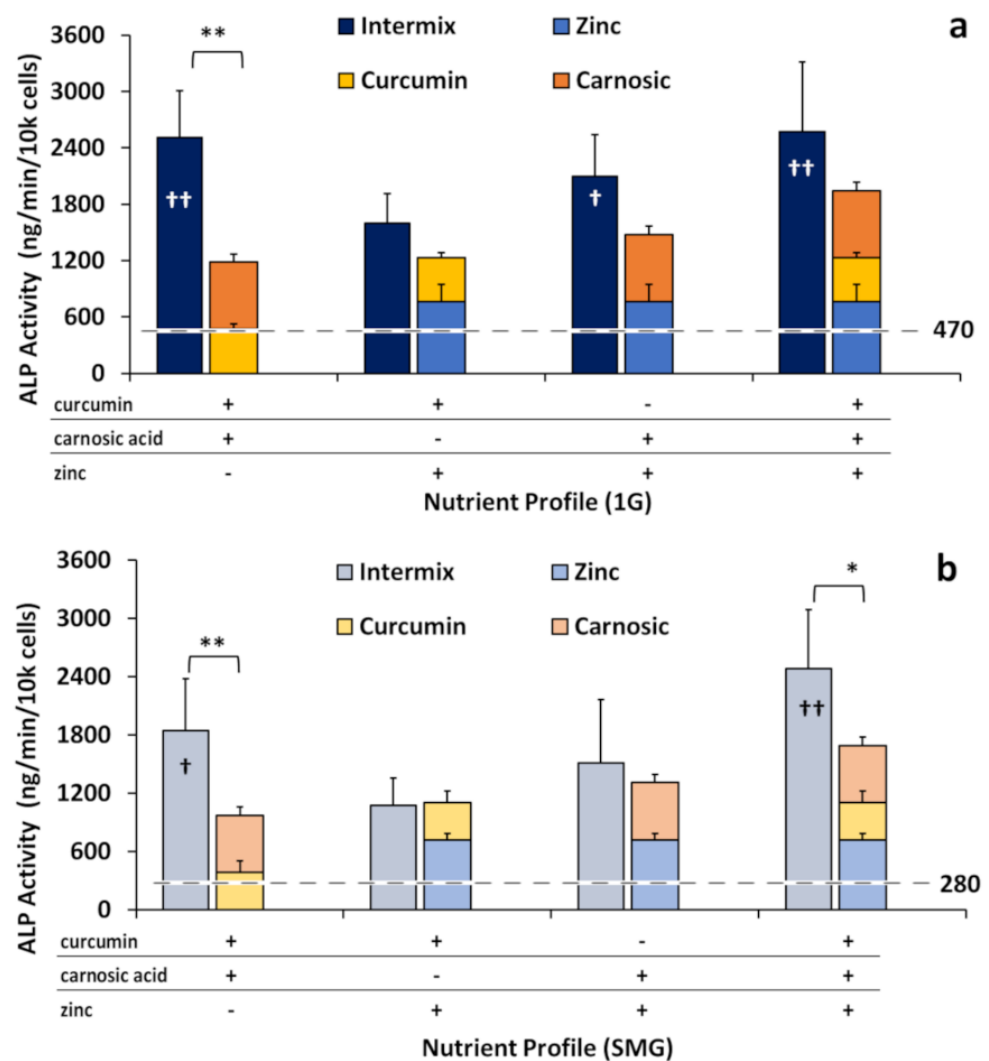 a
Intermix Zinc
Curcumin Carnosic
ALP Activity (ng/min/10k cells)
3600
3000
2400
1800
1200
600
0
**
††
†
††
470
curcumin + + - +
carnosic acid + - + +
zinc - + + +
Nutrient Profile (1G)
b
Intermix Zinc
Curcumin Carnosic
ALP Activity (ng/min/10k cells)
3600
3000
2400
1800
1200
600
0
**
*
†
††
280
curcumin + + - +
carnosic acid + - + +
zinc - + + +
Nutrient Profile (SMG)